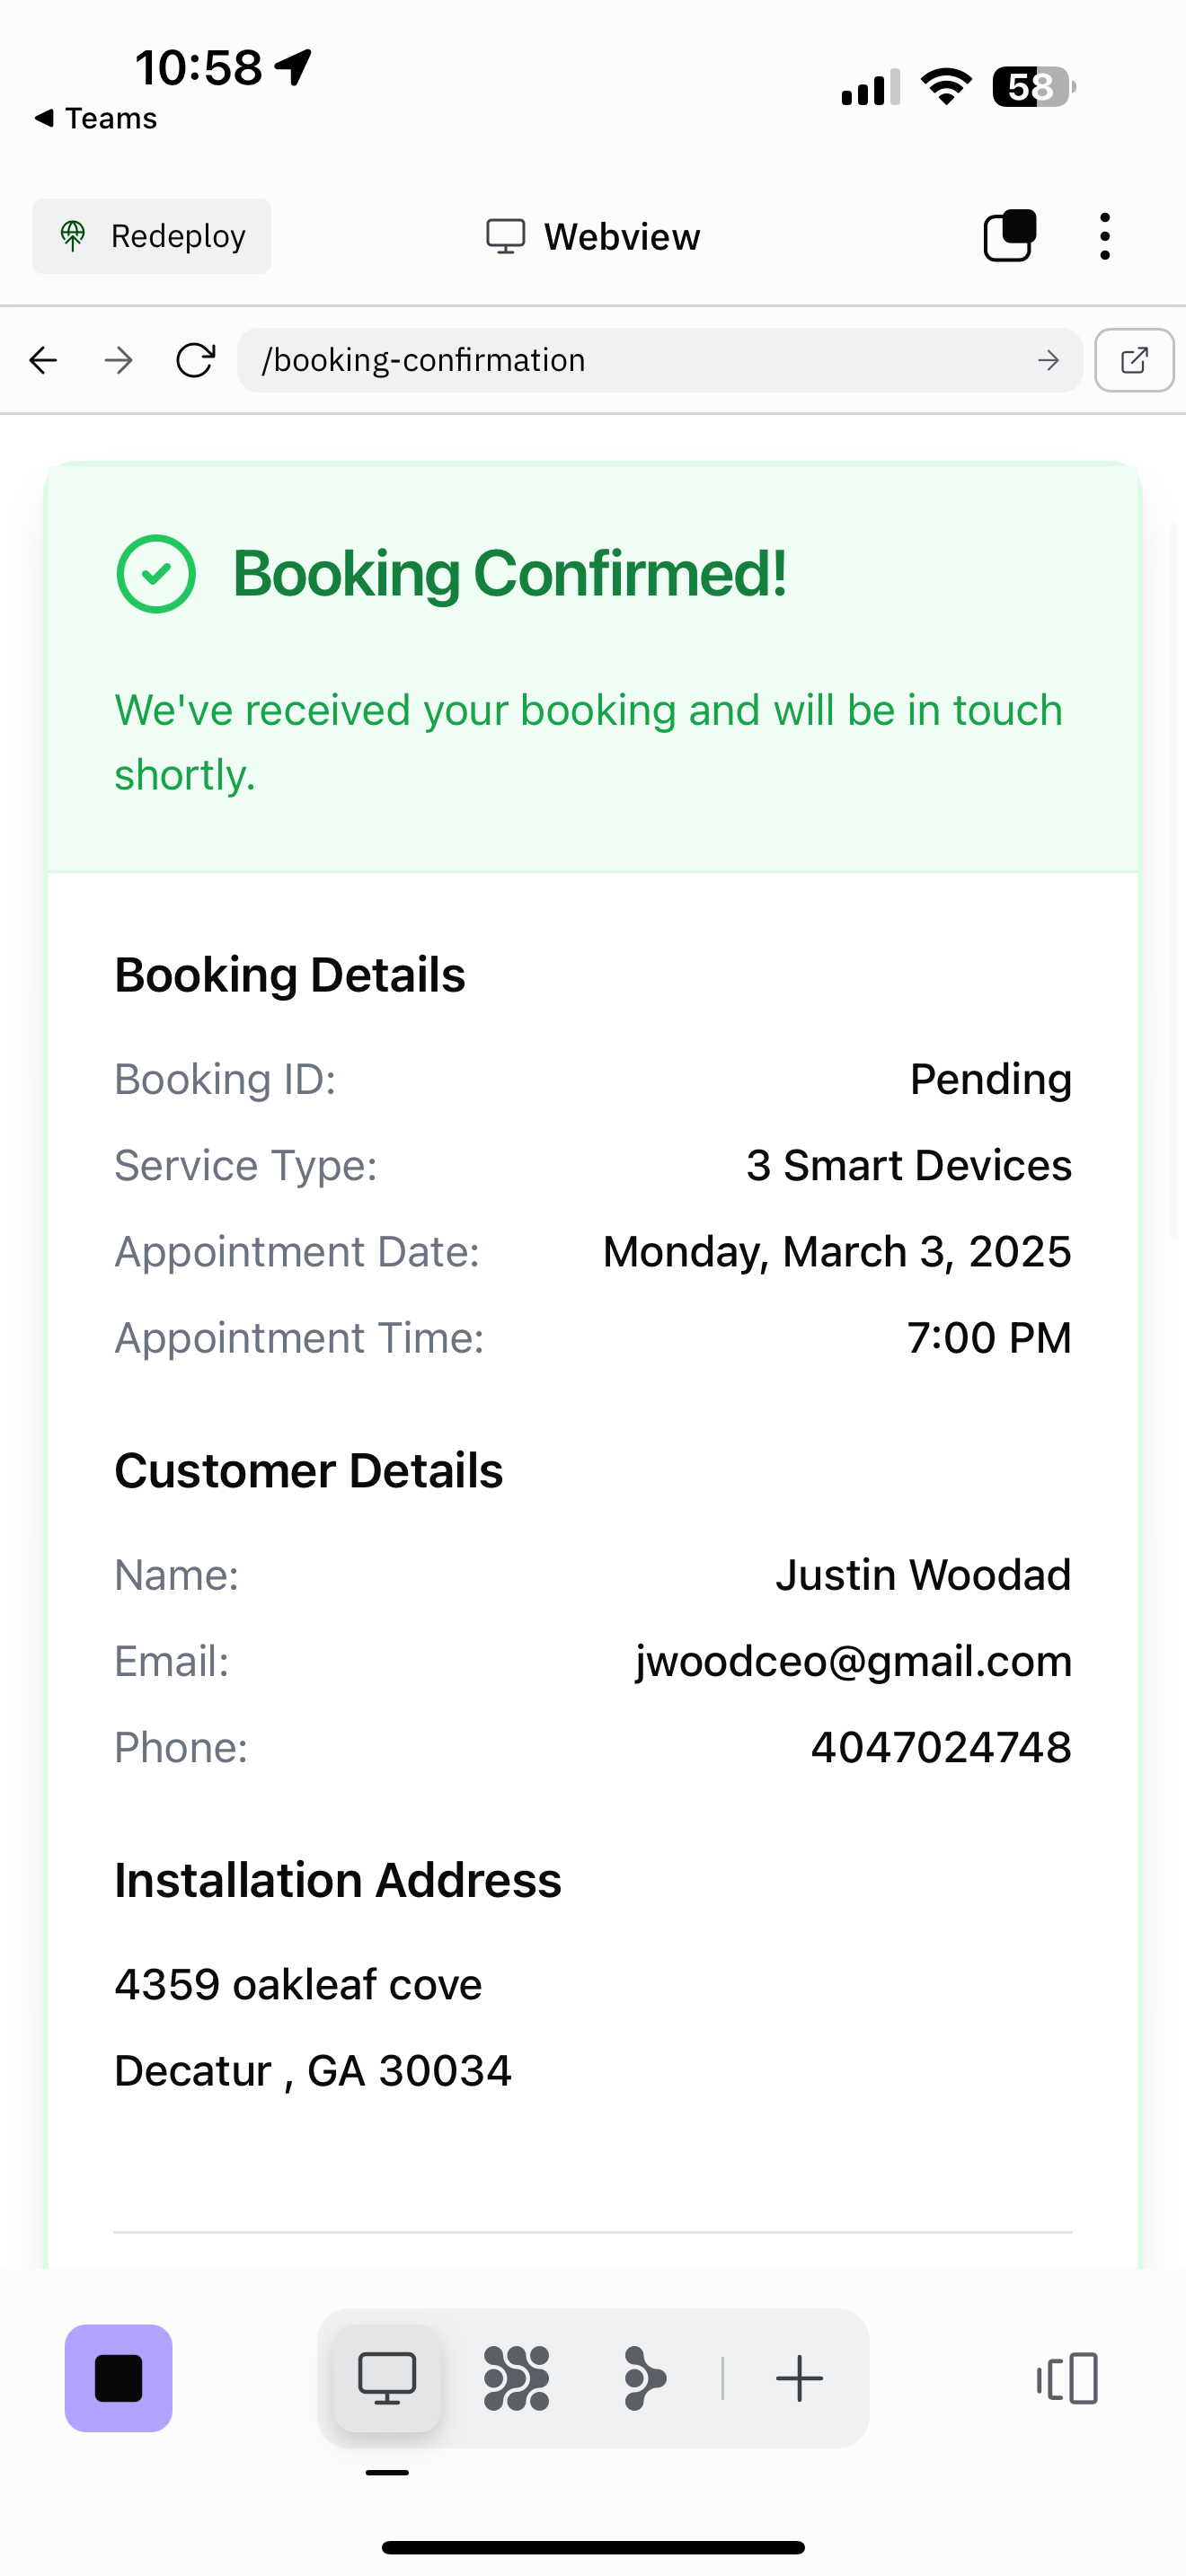 10:58
Teams
58
Redeploy
Webview
/booking-confirmation
Booking Confirmed!
We've received your booking and will be in touch
shortly.
Booking Details
Booking ID: Pending
Service Type: 3 Smart Devices
Appointment Date: Monday, March 3, 2025
Appointment Time: 7:00 PM
Customer Details
Name: Justin Woodad
Email: jwoodceo@gmail.com
Phone: 4047024748
Installation Address
4359 oakleaf cove
Decatur , GA 30034